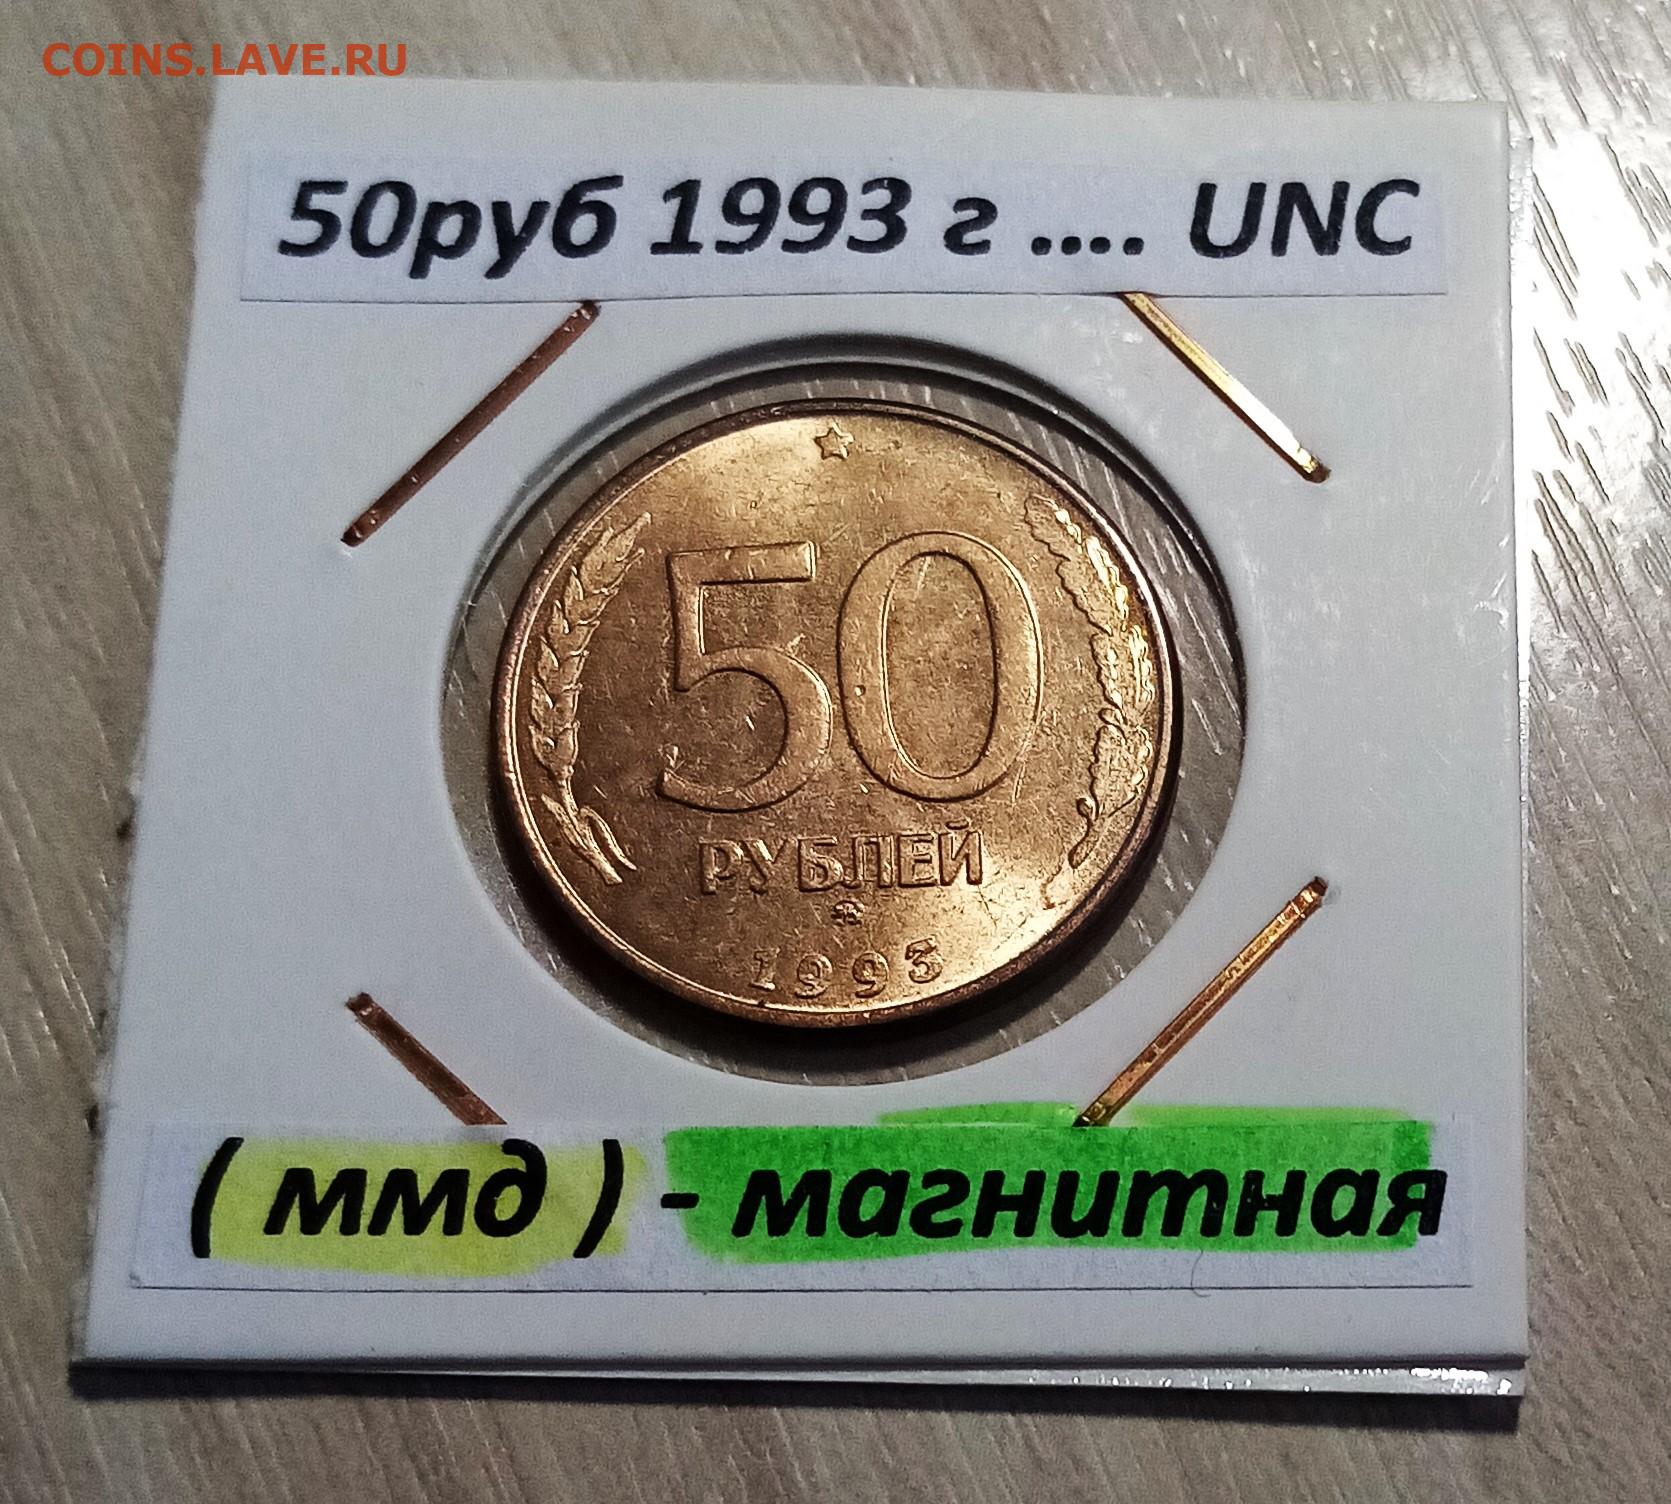 COINS.LAVE.RU
50руб 1993 г .... UNC
50
РУБЛЕЙ
1993
( ммд ) - магнитная